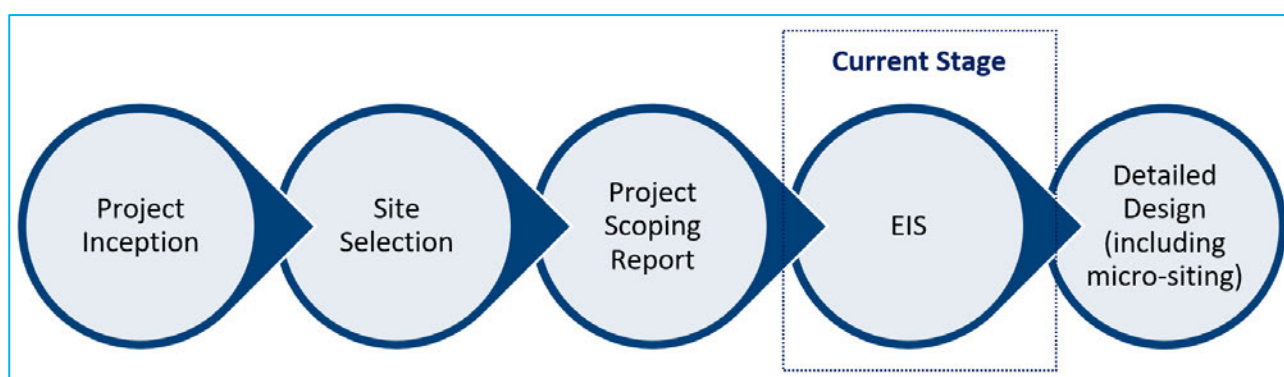 Current Stage
Project
Inception
Site
Selection
Project
Scoping
Report
EIS
Detailed
Design
(including
micro-siting)